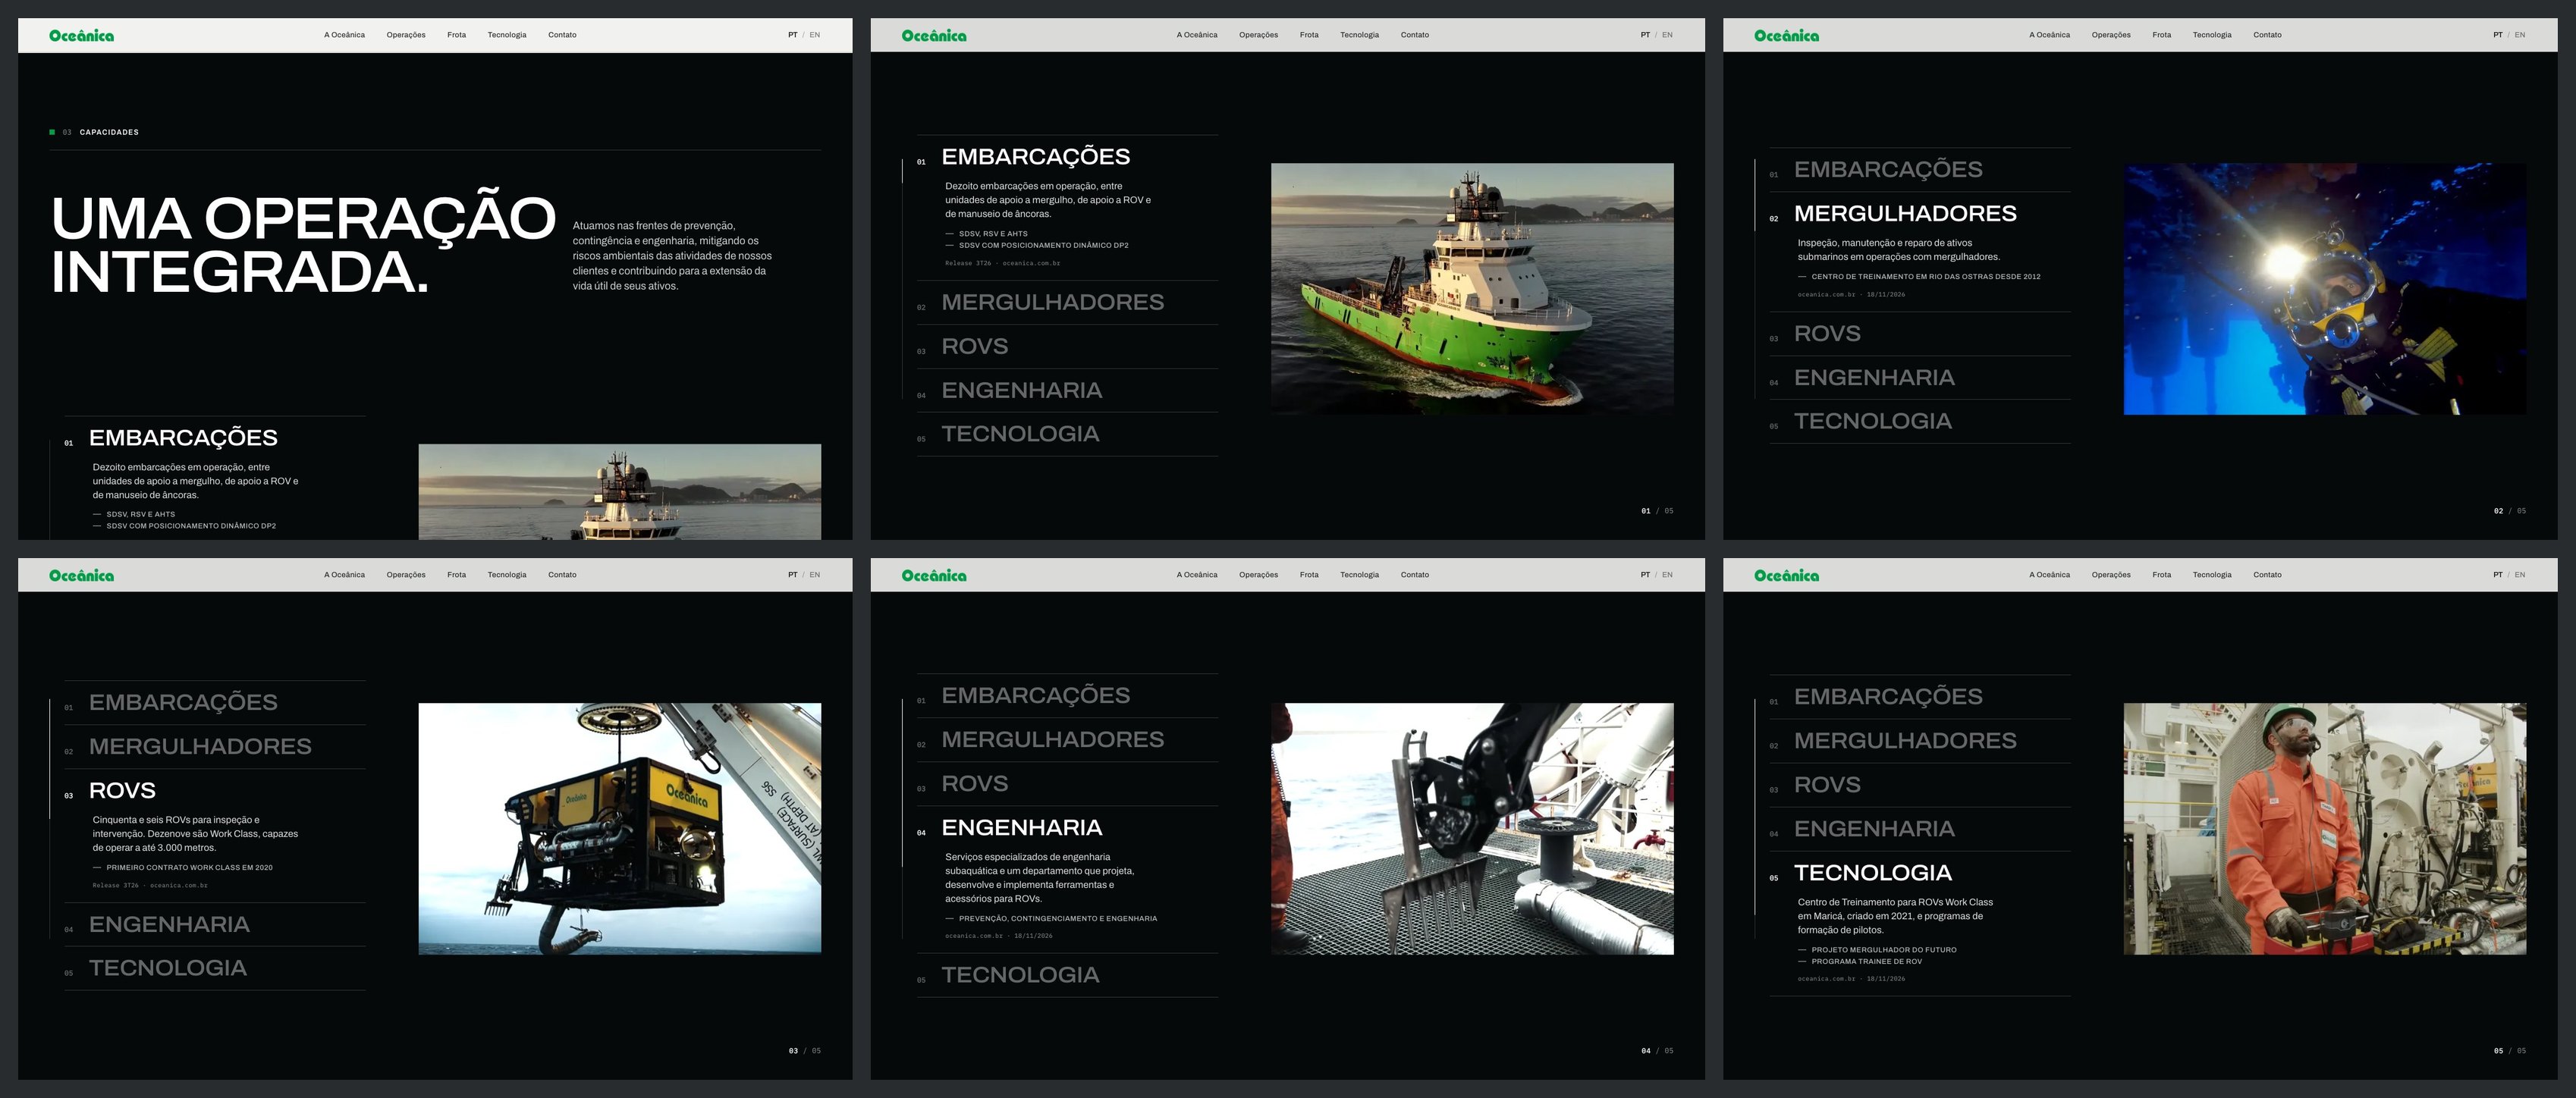 Oceânica
A Oceânica Operações Frota Tecnologia Contato
PT / EN
03 CAPACIDADES
UMA OPERAÇÃO
INTEGRADA.
Atuamos nas frentes de prevenção,
contingência e engenharia, mitigando os
riscos ambientais das atividades de nossos
clientes e contribuindo para a extensão da
vida útil de seus ativos.
01 EMBARCAÇÕES
Dezoito embarcações em operação, entre
unidades de apoio a mergulho, de apoio a ROV e
de manuseio de âncoras.
— SDSV, RSV E AHTS
— SDSV COM POSICIONAMENTO DINÂMICO DP2
Oceânica
A Oceânica Operações Frota Tecnologia Contato
PT / EN
01 EMBARCAÇÕES
Dezoito embarcações em operação, entre
unidades de apoio a mergulho, de apoio a ROV e
de manuseio de âncoras.
— SDSV, RSV E AHTS
— SDSV COM POSICIONAMENTO DINÂMICO DP2
Release 3T26 · oceanica.com.br
02 MERGULHADORES
03 ROVS
04 ENGENHARIA
05 TECNOLOGIA
01 / 05
Oceânica
A Oceânica Operações Frota Tecnologia Contato
PT / EN
01 EMBARCAÇÕES
02 MERGULHADORES
Inspeção, manutenção e reparo de ativos
submarinos em operações com mergulhadores.
— CENTRO DE TREINAMENTO EM RIO DAS OSTRAS DESDE 2012
oceanica.com.br · 18/11/2026
03 ROVS
04 ENGENHARIA
05 TECNOLOGIA
02 / 05
Oceânica
A Oceânica Operações Frota Tecnologia Contato
PT / EN
01 EMBARCAÇÕES
02 MERGULHADORES
03 ROVS
Cinquenta e seis ROVs para inspeção e
intervenção. Dezenove são Work Class, capazes
de operar a até 3.000 metros.
— PRIMEIRO CONTRATO WORK CLASS EM 2020
Release 3T26 · oceanica.com.br
04 ENGENHARIA
05 TECNOLOGIA
Oceânica
Oceânica
(SURFACE)
(AT DEPTH)
03 / 05
Oceânica
A Oceânica Operações Frota Tecnologia Contato
PT / EN
01 EMBARCAÇÕES
02 MERGULHADORES
03 ROVS
04 ENGENHARIA
Serviços especializados de engenharia
subaquática e um departamento que projeta,
desenvolve e implementa ferramentas e
acessórios para ROVs.
— PREVENÇÃO, CONTINGENCIAMENTO E ENGENHARIA
oceanica.com.br · 18/11/2026
05 TECNOLOGIA
04 / 05
Oceânica
A Oceânica Operações Frota Tecnologia Contato
PT / EN
01 EMBARCAÇÕES
02 MERGULHADORES
03 ROVS
04 ENGENHARIA
05 TECNOLOGIA
Centro de Treinamento para ROVs Work Class
em Maricá, criado em 2021, e programas de
formação de pilotos.
— PROJETO MERGULHADOR DO FUTURO
— PROGRAMA TRAINEE DE ROV
oceanica.com.br · 18/11/2026
05 / 05